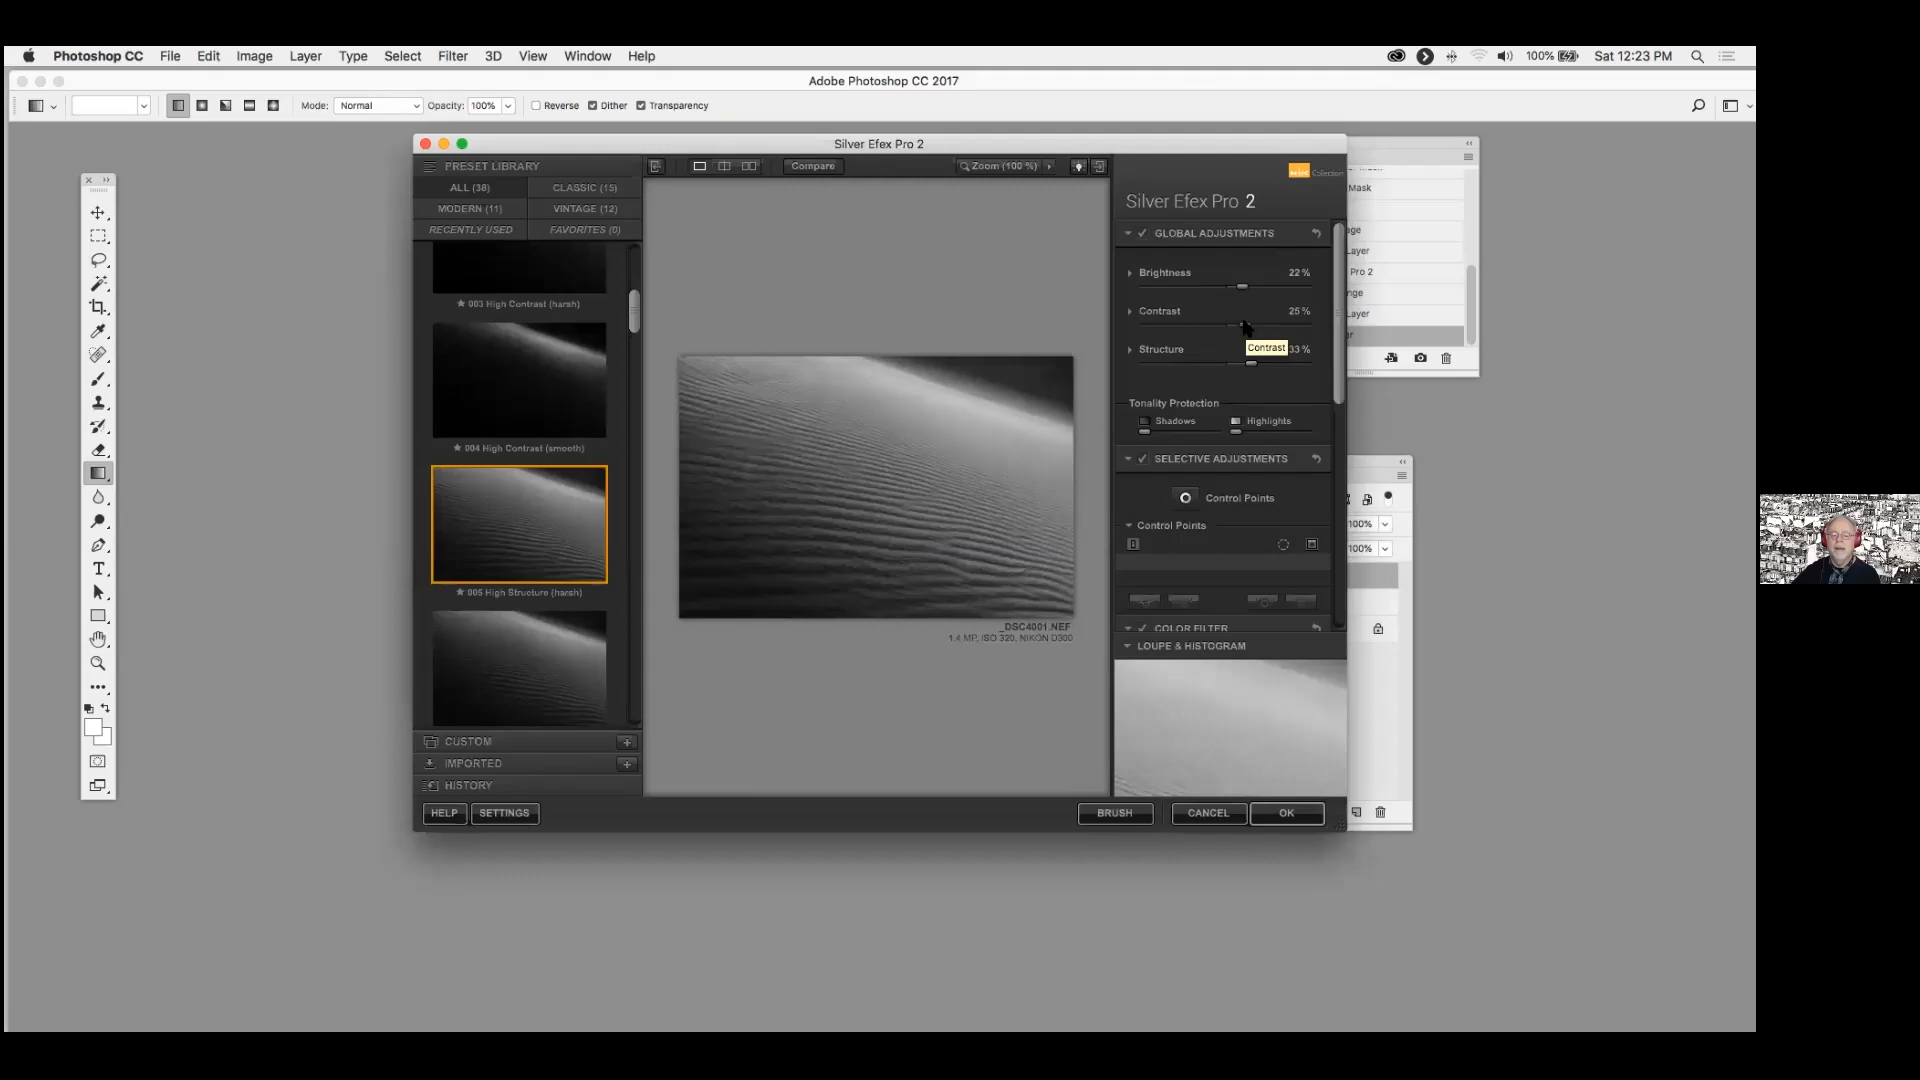 Photoshop CC File Edit Image Layer Type Select Filter 3D View Window Help 100% Sat 12:23 PM
Adobe Photoshop CC 2017
Mode: Normal Opacity: 100% Reverse Dither Transparency
Silver Efex Pro 2
PRESET LIBRARY
ALL (38) CLASSIC (15)
MODERN (11) VINTAGE (12)
RECENTLY USED FAVORITES (0)
003 High Contrast (harsh)
004 High Contrast (smooth)
005 High Structure (harsh)
CUSTOM
IMPORTED
HISTORY
HELP SETTINGS
Compare Zoom (100 %)
_DSC4001.NEF
1.4 MP, ISO 320, NIKON D300
Collection
Silver Efex Pro 2
GLOBAL ADJUSTMENTS
Brightness 22 %
Contrast 25 %
Contrast
Structure 33 %
Tonality Protection
Shadows Highlights
SELECTIVE ADJUSTMENTS
Control Points
Control Points
COLOR FILTER
LOUPE & HISTOGRAM
BRUSH CANCEL OK
Mask
age
Layer
Pro 2
nge
Layer
er
100%
100%